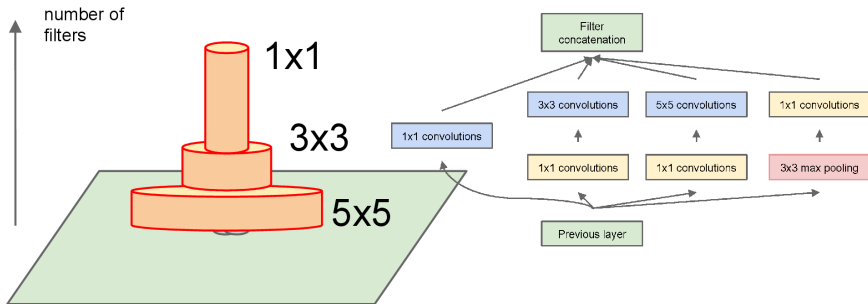 number of
filters
1x1
3x3
5x5
Filter
concatenation
3x3 convolutions
5x5 convolutions
1x1 convolutions
1x1 convolutions
1x1 convolutions
1x1 convolutions
3x3 max pooling
Previous layer